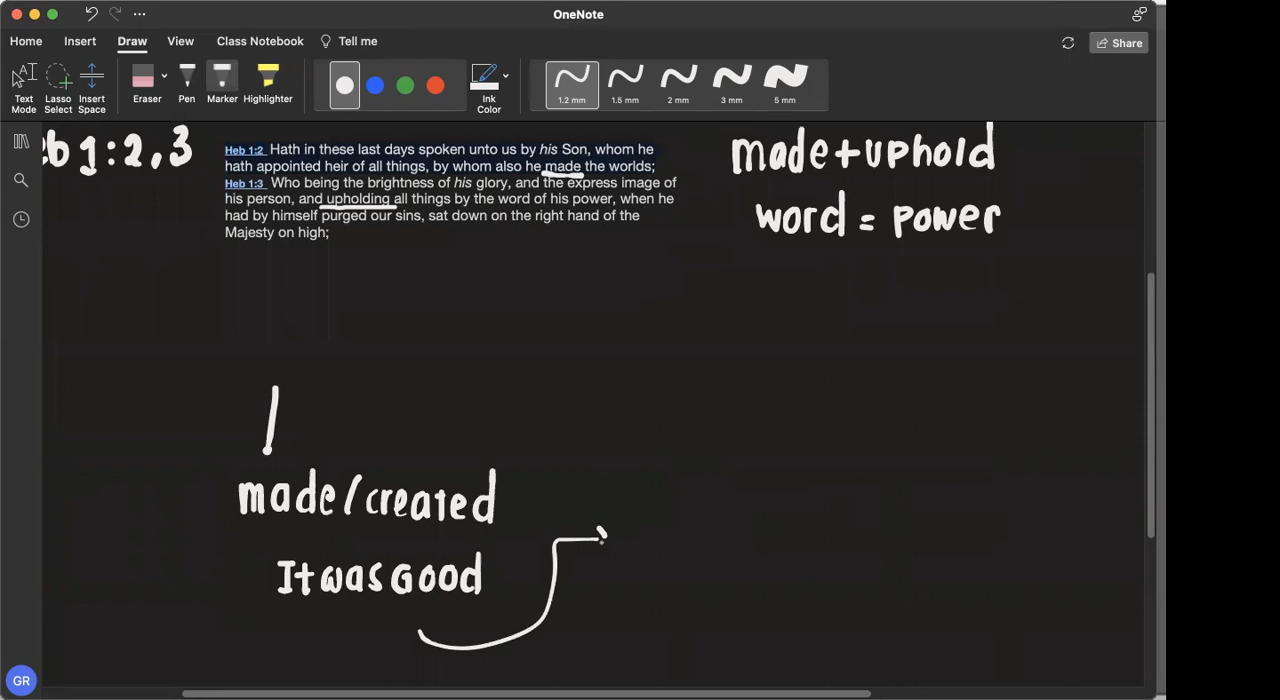 OneNote
Home Insert Draw View Class Notebook Tell me
Share
Text Mode
Lasso Select
Insert Space
Eraser
Pen
Marker
Highlighter
Ink Color
1.2 mm
1.5 mm
2 mm
3 mm
5 mm
eb 1:2,3
Heb 1:2 Hath in these last days spoken unto us by his Son, whom he
hath appointed heir of all things, by whom also he made the worlds;
Heb 1:3 Who being the brightness of his glory, and the express image of
his person, and upholding all things by the word of his power, when he
had by himself purged our sins, sat down on the right hand of the
Majesty on high;
made+uphold
word = power
made/created
It was Good
GR